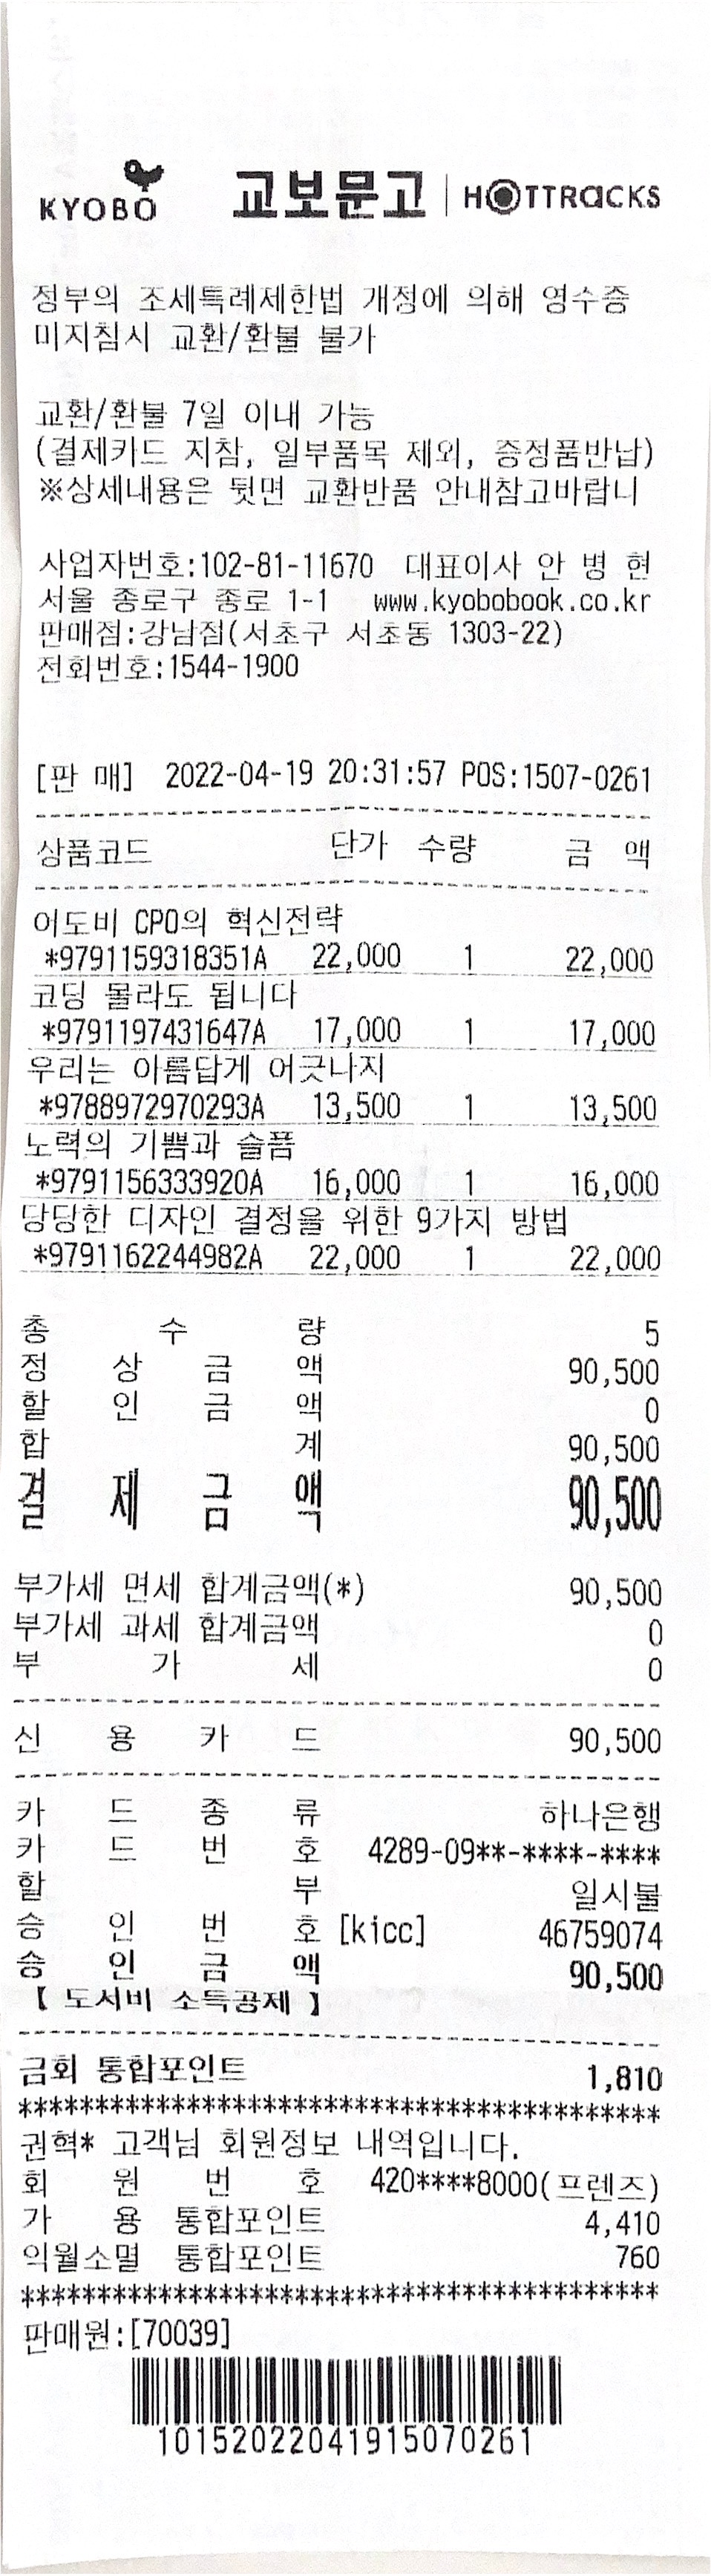 KYOBO 교보문고 | HOTTRACKS
정부의 조세특례제한법 개정에 의해 영수증
미지침시 교환/환불 불가
교환/환불 7일 이내 가능
(결제카드 지참, 일부품목 제외, 증정품반납)
※상세내용은 뒷면 교환반품 안내참고바랍니
사업자번호:102-81-11670 대표이사 안 병 현
서울 종로구 종로 1-1 www.kyobobook.co.kr
판매점:강남점(서초구 서초동 1303-22)
전화번호:1544-1900
[판 매] 2022-04-19 20:31:57 POS:1507-0261
상품코드 단가 수량 금 액
어도비 CPO의 혁신전략
*9791159318351A 22,000 1 22,000
코딩 몰라도 됩니다
*9791197431647A 17,000 1 17,000
우리는 아름답게 어긋나지
*9788972970293A 13,500 1 13,500
노력의 기쁨과 슬픔
*9791156333920A 16,000 1 16,000
당당한 디자인 결정을 위한 9가지 방법
*9791162244982A 22,000 1 22,000
총 수 량 5
정 상 금 액 90,500
할 인 금 액 0
합 계 90,500
결 제 금 액 90,500
부가세 면세 합계금액(*) 90,500
부가세 과세 합계금액 0
부 가 세 0
신 용 카 드 90,500
카 드 종 류 하나은행
카 드 번 호 4289-09**-****-****
할 부 일시불
승 인 번 호 [kicc] 46759074
승 인 금 액 90,500
【 도서비 소득공제 】
금회 통합포인트 1,810
******************************************
권혁* 고객님 회원정보 내역입니다.
회 원 번 호 420****8000(프렌즈)
가 용 통합포인트 4,410
익월소멸 통합포인트 760
******************************************
판매원:[70039]
10152022041915070261